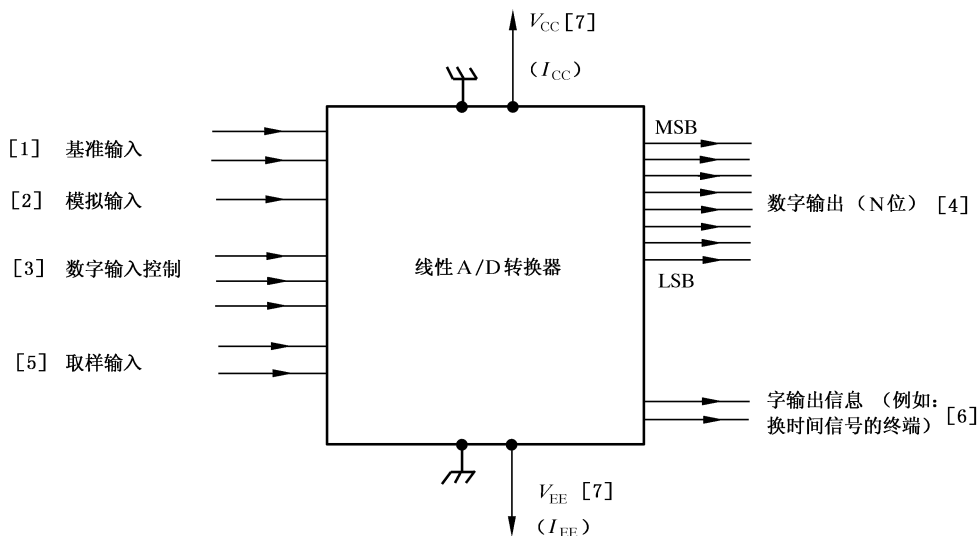 V_CC [7]
(I_CC)
MSB
[1] 基准输入
[2] 模拟输入
数字输出（N位）[4]
[3] 数字输入控制
线性A/D转换器
LSB
[5] 取样输入
字输出信息（例如：
换时间信号的终端）[6]
V_EE [7]
(I_EE)